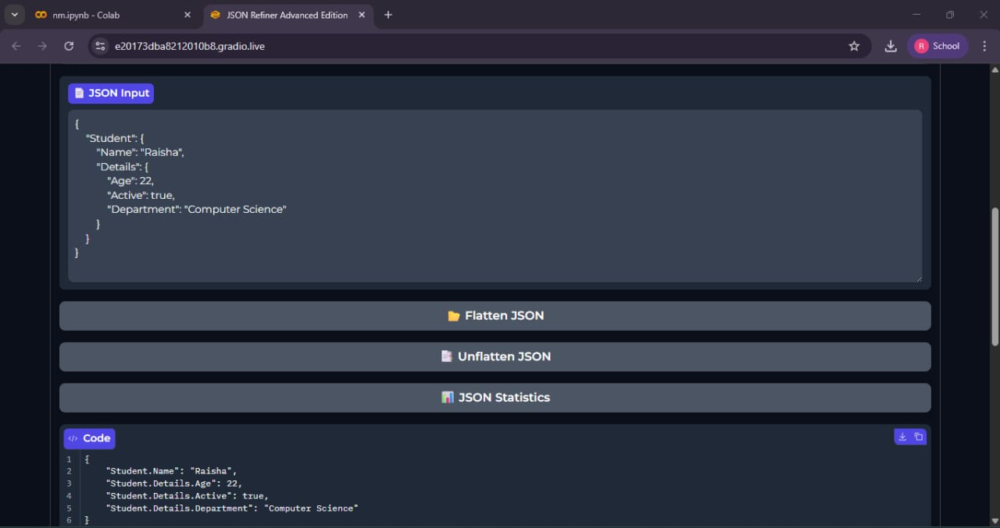 nm.ipynb - Colab
JSON Refiner Advanced Edition
e20173dba8212010b8.gradio.live
R School
JSON Input
{
"Student": {
"Name": "Raisha",
"Details": {
"Age": 22,
"Active": true,
"Department": "Computer Science"
}
}
}
Flatten JSON
Unflatten JSON
JSON Statistics
</> Code
1 {
2 "Student.Name": "Raisha",
3 "Student.Details.Age": 22,
4 "Student.Details.Active": true,
5 "Student.Details.Department": "Computer Science"
6 }